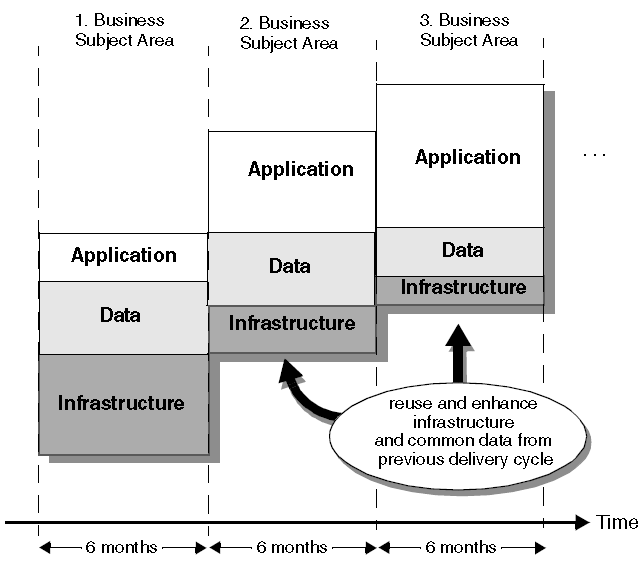 1. Business
Subject Area
2. Business
Subject Area
3. Business
Subject Area
Application
Data
Infrastructure
Application
Data
Infrastructure
Application
Data
Infrastructure
. . .
reuse and enhance
infrastructure
and common data from
previous delivery cycle
Time
6 months
6 months
6 months